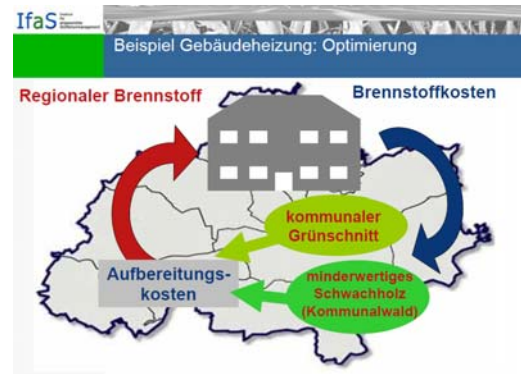 IfaS
Beispiel Gebäudeheizung: Optimierung
Regionaler Brennstoff
Brennstoffkosten
kommunaler
Grünschnitt
Aufbereitungs-
kosten
minderwertiges
Schwachholz
(Kommunalwald)